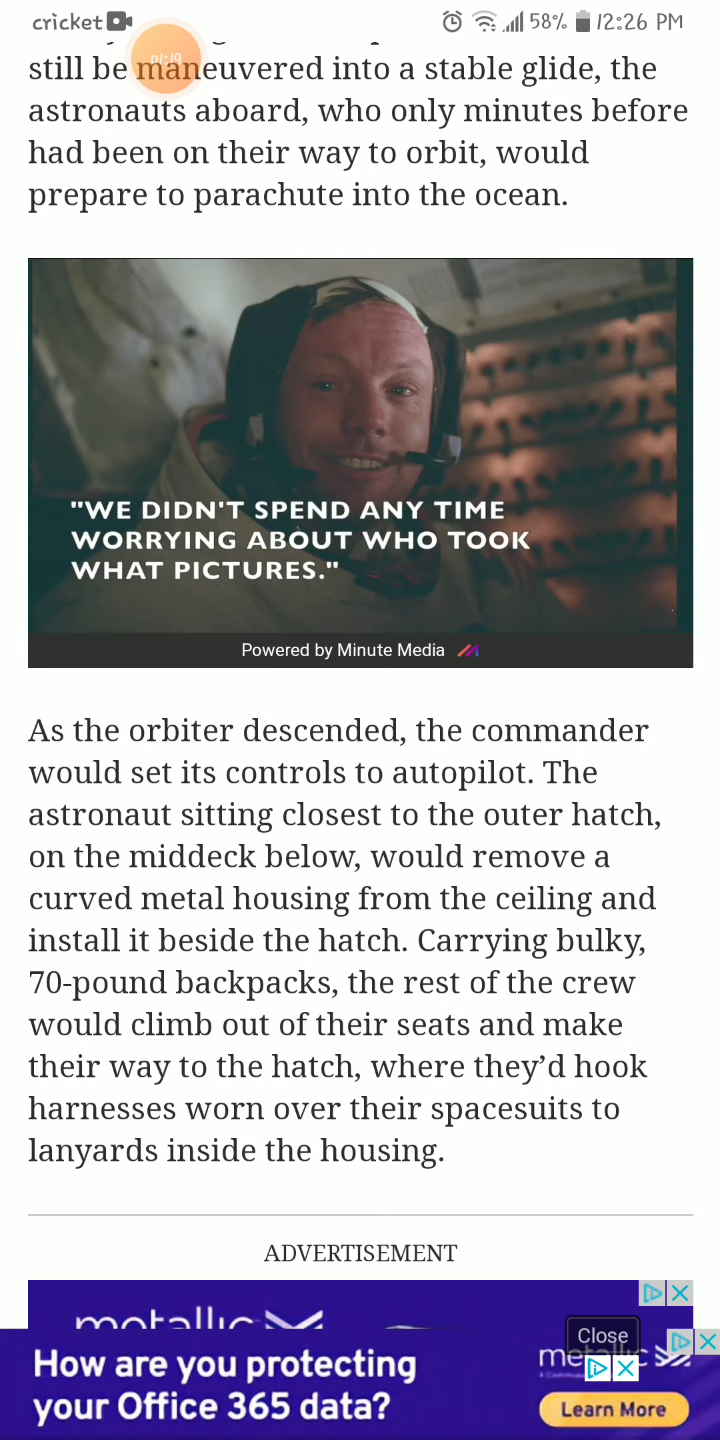 cricket 58% 12:26 PM
01:19
still be maneuvered into a stable glide, the
astronauts aboard, who only minutes before
had been on their way to orbit, would
prepare to parachute into the ocean.
"WE DIDN'T SPEND ANY TIME
WORRYING ABOUT WHO TOOK
WHAT PICTURES."
Powered by Minute Media
As the orbiter descended, the commander
would set its controls to autopilot. The
astronaut sitting closest to the outer hatch,
on the middeck below, would remove a
curved metal housing from the ceiling and
install it beside the hatch. Carrying bulky,
70-pound backpacks, the rest of the crew
would climb out of their seats and make
their way to the hatch, where they’d hook
harnesses worn over their spacesuits to
lanyards inside the housing.
ADVERTISEMENT
metallic
Close
How are you protecting
your Office 365 data?
Learn More